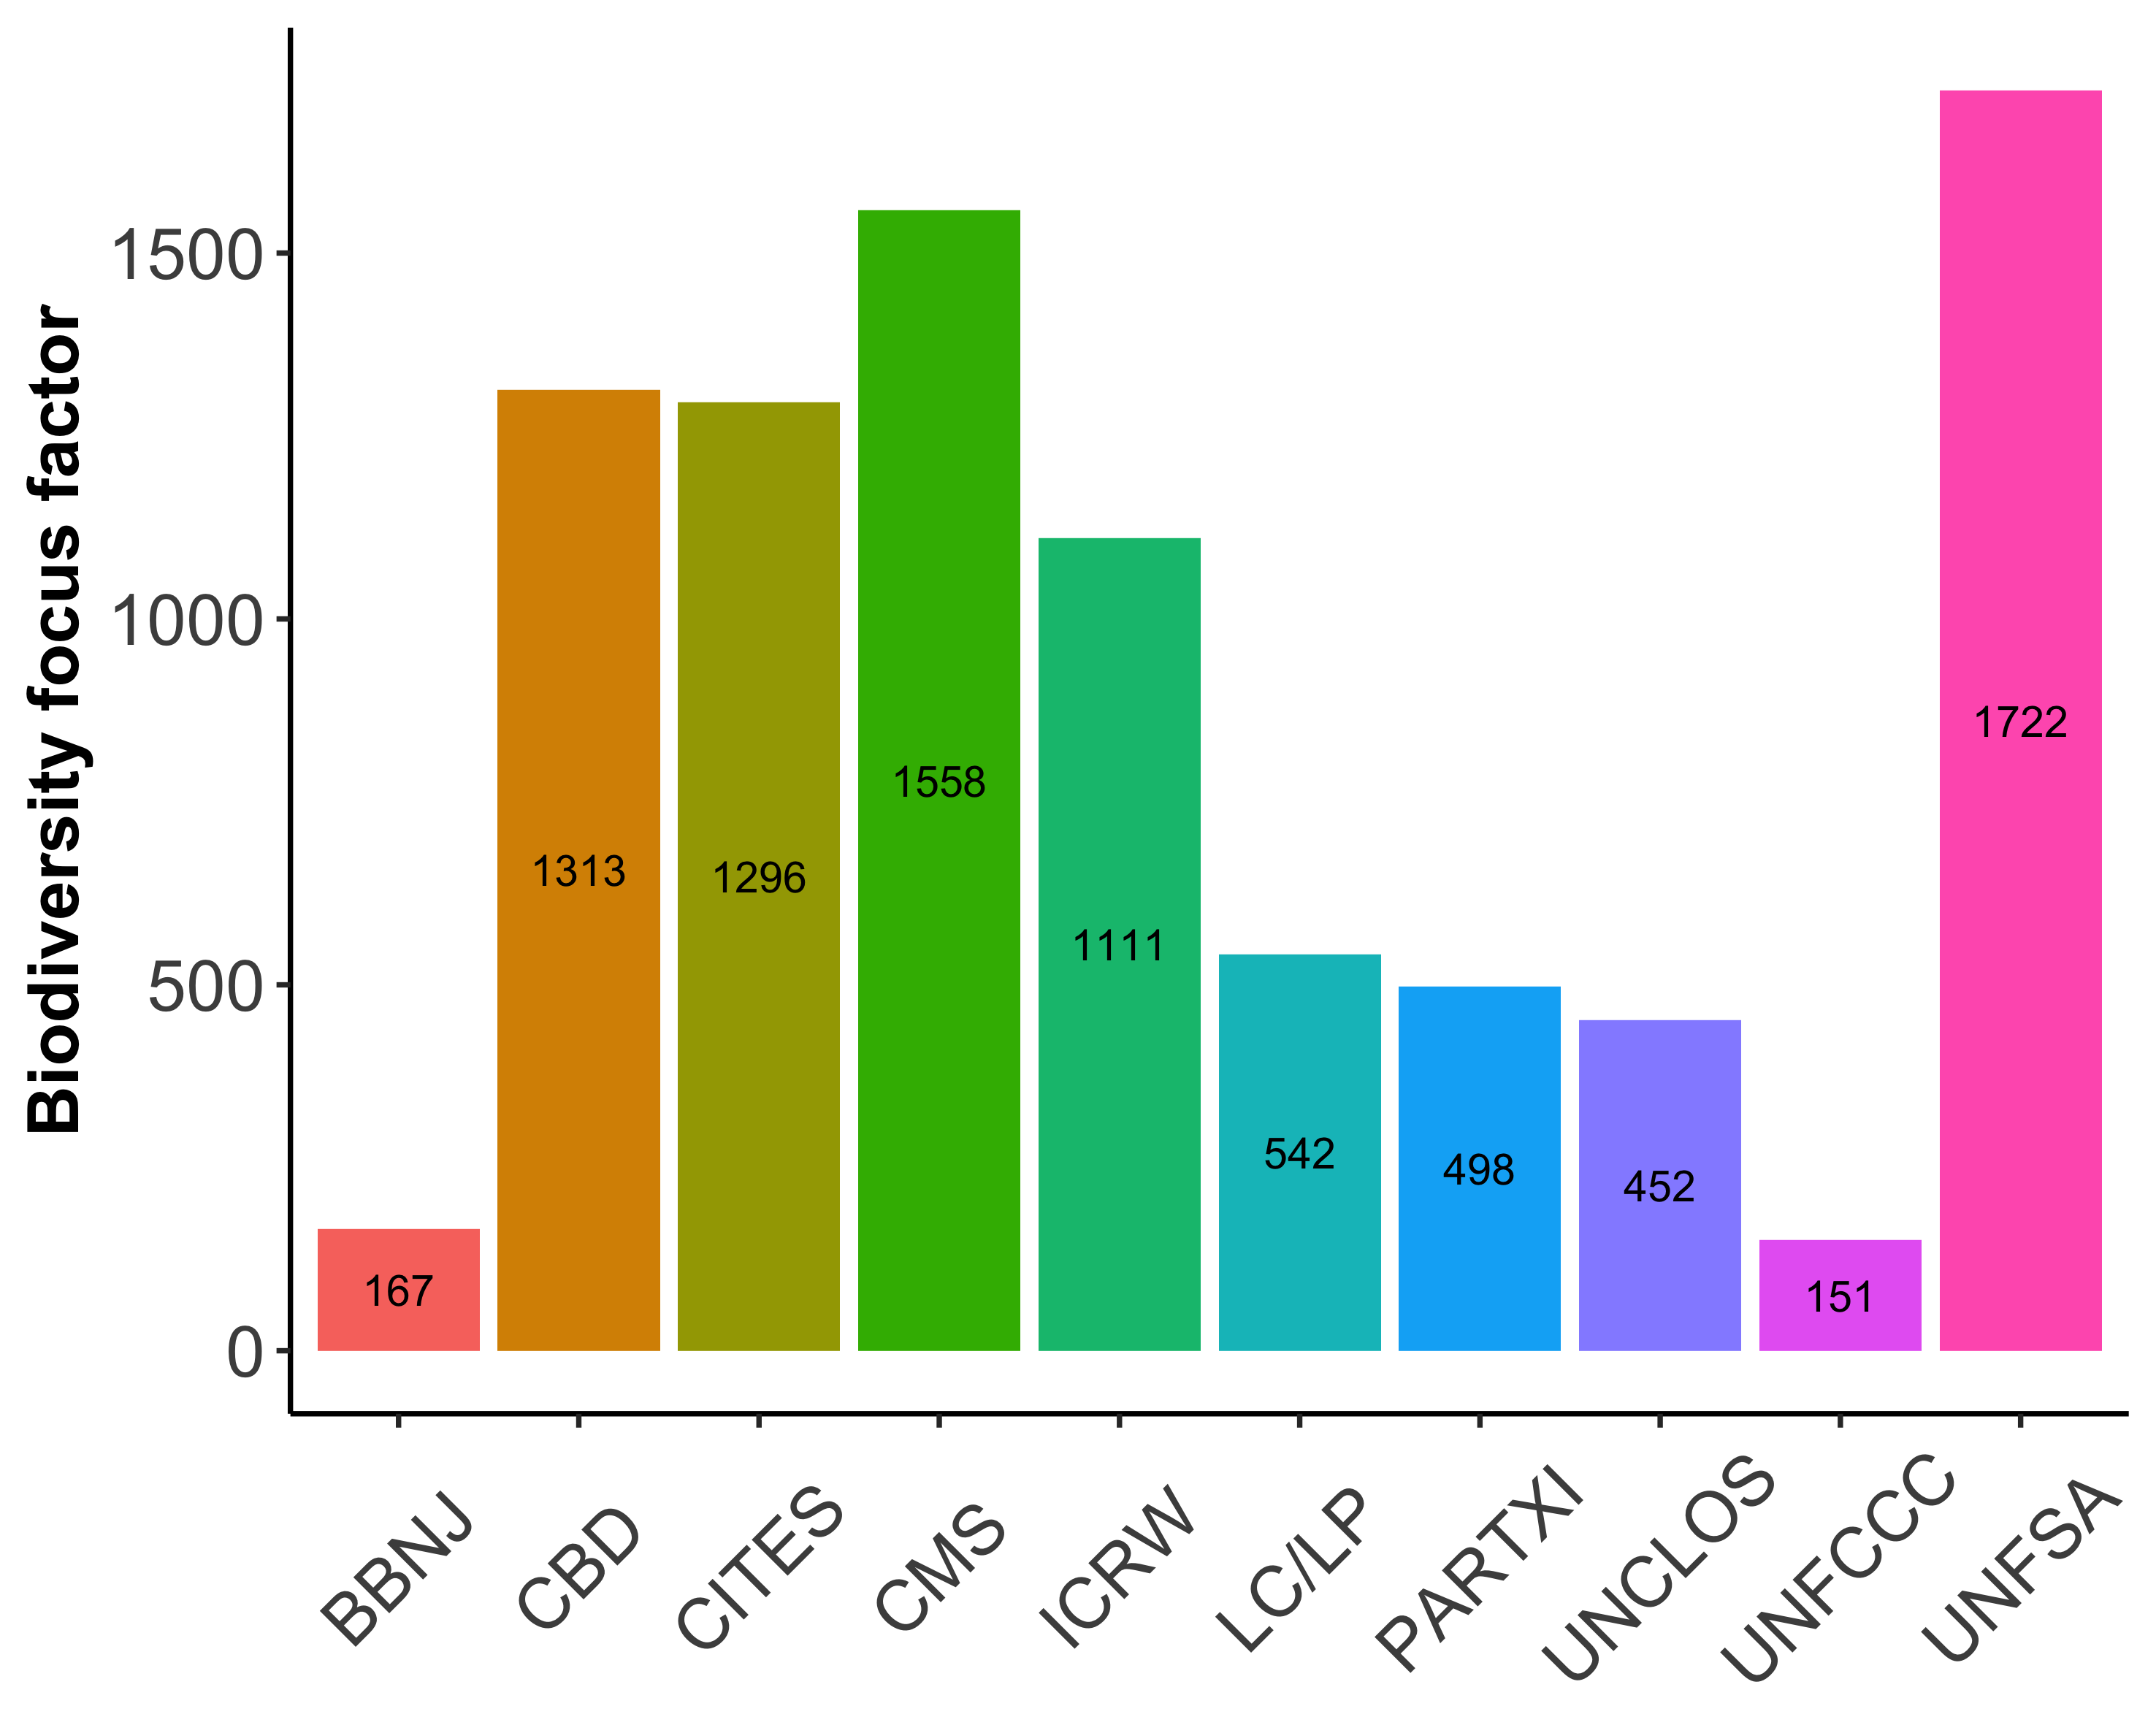 Biodiversity focus factor
1500
1000
500
0
167
1313
1296
1558
1111
542
498
452
151
1722
BBNJ
CBD
CITES
CMS
ICRW
LC/LP
PARTXI
UNCLOS
UNFCCC
UNFSA